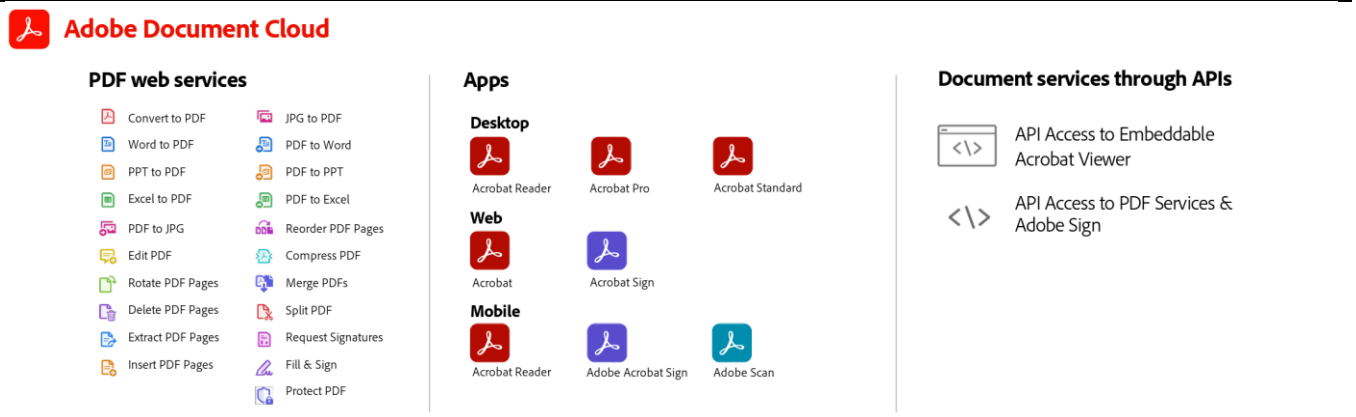 Adobe Document Cloud
PDF web services
Convert to PDF
Word to PDF
PPT to PDF
Excel to PDF
PDF to JPG
Edit PDF
Rotate PDF Pages
Delete PDF Pages
Extract PDF Pages
Insert PDF Pages
JPG to PDF
PDF to Word
PDF to PPT
PDF to Excel
Reorder PDF Pages
Compress PDF
Merge PDFs
Split PDF
Request Signatures
Fill & Sign
Protect PDF
Apps
Desktop
Acrobat Reader
Acrobat Pro
Acrobat Standard
Web
Acrobat
Acrobat Sign
Mobile
Acrobat Reader
Adobe Acrobat Sign
Adobe Scan
Document services through APIs
API Access to Embeddable
Acrobat Viewer
API Access to PDF Services &
Adobe Sign